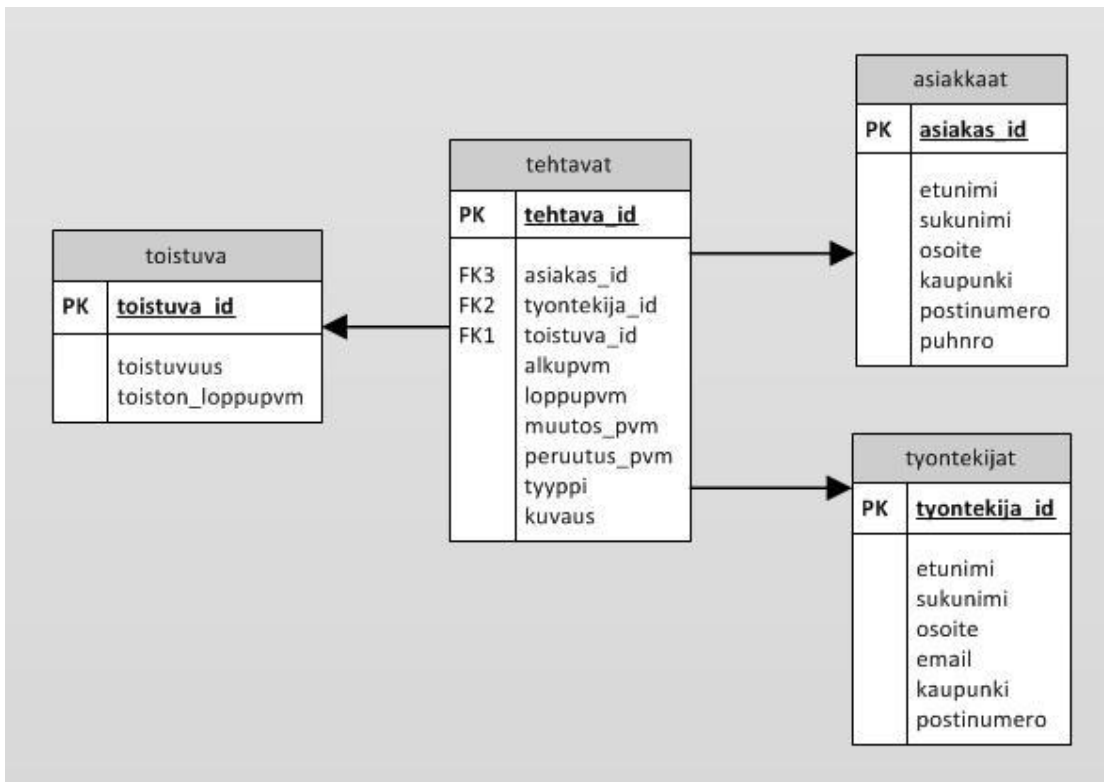 toistuva
PK toistuva_id
toistuvuus
toiston_loppupvm
tehtavat
PK tehtava_id
FK3 asiakas_id
FK2 tyontekija_id
FK1 toistuva_id
alkupvm
loppupvm
muutos_pvm
peruutus_pvm
tyyppi
kuvaus
asiakkaat
PK asiakas_id
etunimi
sukunimi
osoite
kaupunki
postinumero
puhnro
tyontekijat
PK tyontekija_id
etunimi
sukunimi
osoite
email
kaupunki
postinumero